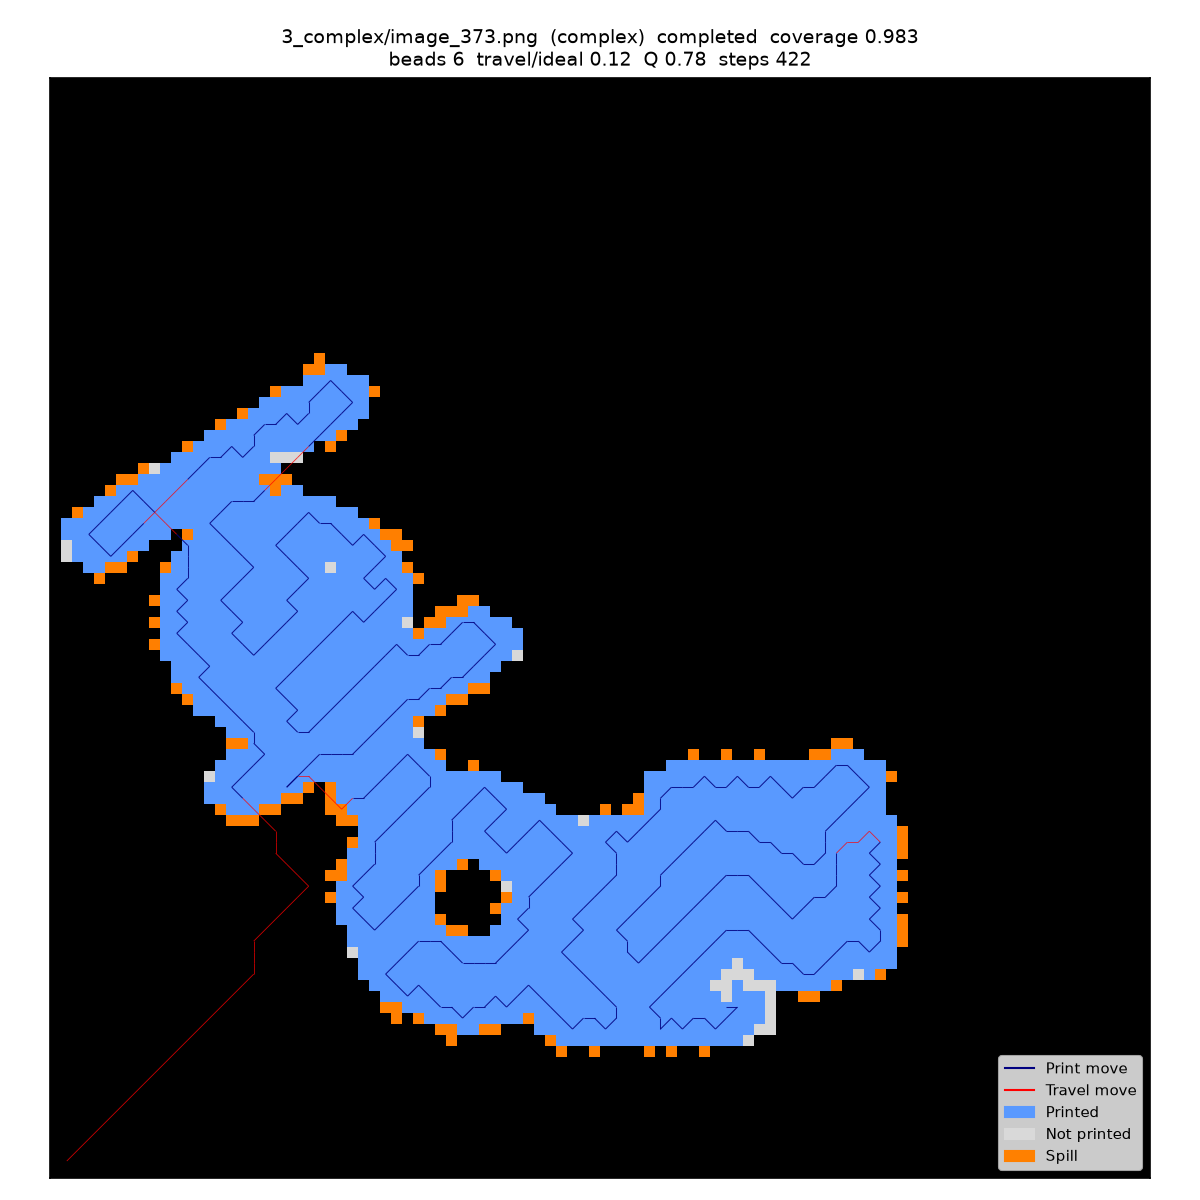 3_complex/image_373.png  (complex)  completed  coverage 0.983
beads 6  travel/ideal 0.12  Q 0.78  steps 422
Print move
Travel move
Printed
Not printed
Spill